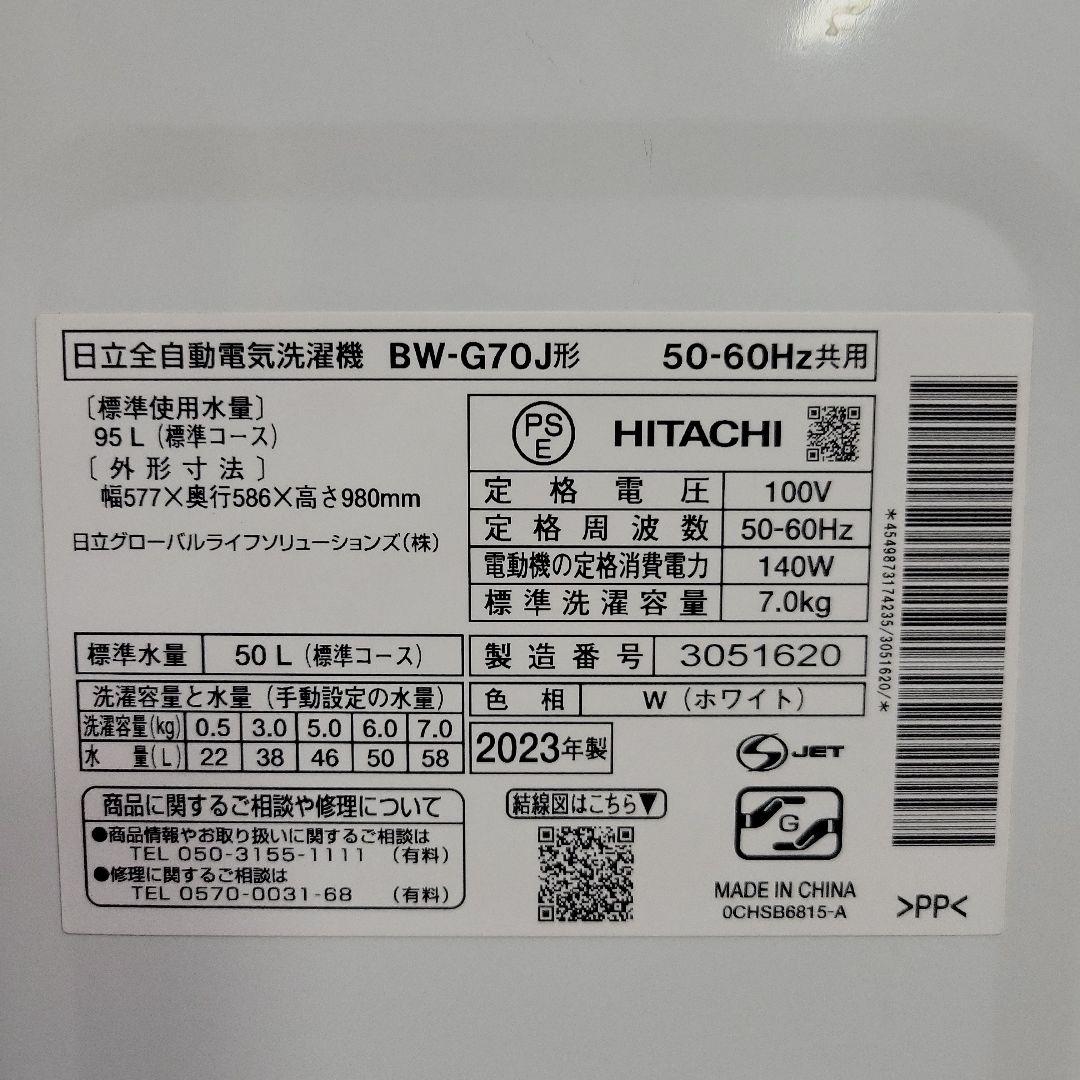 日立全自動電気洗濯機 BW-G70J形 50-60Hz共用
〔標準使用水量〕
95 L (標準コース)
〔外形寸法〕
幅577×奥行586×高さ980mm
日立グローバルライフソリューションズ(株)
PS
E
HITACHI
定格電圧 100V
定格周波数 50-60Hz
電動機の定格消費電力 140W
標準洗濯容量 7.0kg
標準水量 50 L (標準コース)
洗濯容量と水量 (手動設定の水量)
洗濯容量(kg) 0.5 3.0 5.0 6.0 7.0
水量(L) 22 38 46 50 58
製造番号 3051620
色相 W (ホワイト)
2023年製
S JET
商品に関するご相談や修理について
●商品情報やお取り扱いに関するご相談は
TEL 050-3155-1111 (有料)
●修理に関するご相談は
TEL 0570-0031-68 (有料)
結線図はこちら▼
G
MADE IN CHINA
0CHSB6815-A
>PP<
*4549873174235/3051620/*